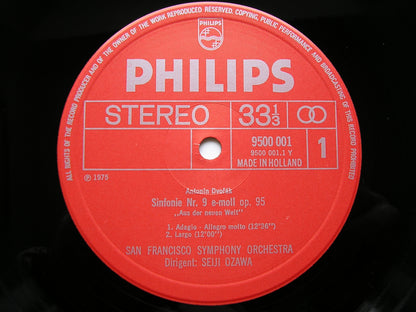 ALL RIGHTS OF THE RECORD PRODUCER AND OF THE OWNER OF THE WORK REPRODUCED RESERVED. COPYING, PUBLIC PERFORMANCE AND BROADCASTING OF THIS RECORD PROHIBITED
PHILIPS
PHILIPS
STEREO 33 1/3
9500 001
9500 001.1 Y
MADE IN HOLLAND
1
℗ 1975
Antonín Dvořák
Sinfonie Nr. 9 e-moll op. 95
„Aus der neuen Welt"
1. Adagio - Allegro molto (12'26")
2. Largo (12'00")
SAN FRANCISCO SYMPHONY ORCHESTRA
Dirigent: SEIJI OZAWA